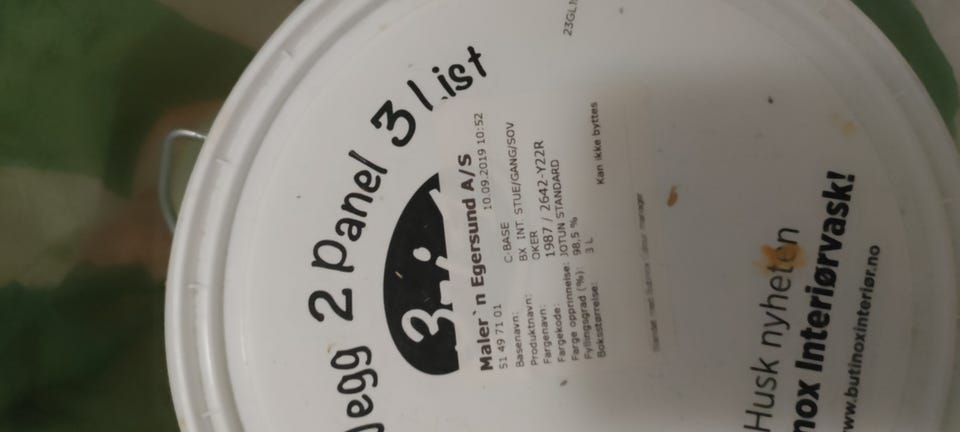 Vegg 2 Panel 3 List
3
Maler`n Egersund A/S
51 49 71 01 10.09.2019 10:52
Basenavn: C-BASE
Produktnavn: BX INT STUE/GANG/SOV
Fargenavn: OKER
Fargekode: 1987 / 2642-Y22R
Farge opprinnelse: JOTUN STANDARD
Fyllingsgrad (%): 98,5 %
Boksstørrelse: 3 L Kan ikke byttes
Husk nyheten
nox Interiørvask!
www.butinoxinteriør.no